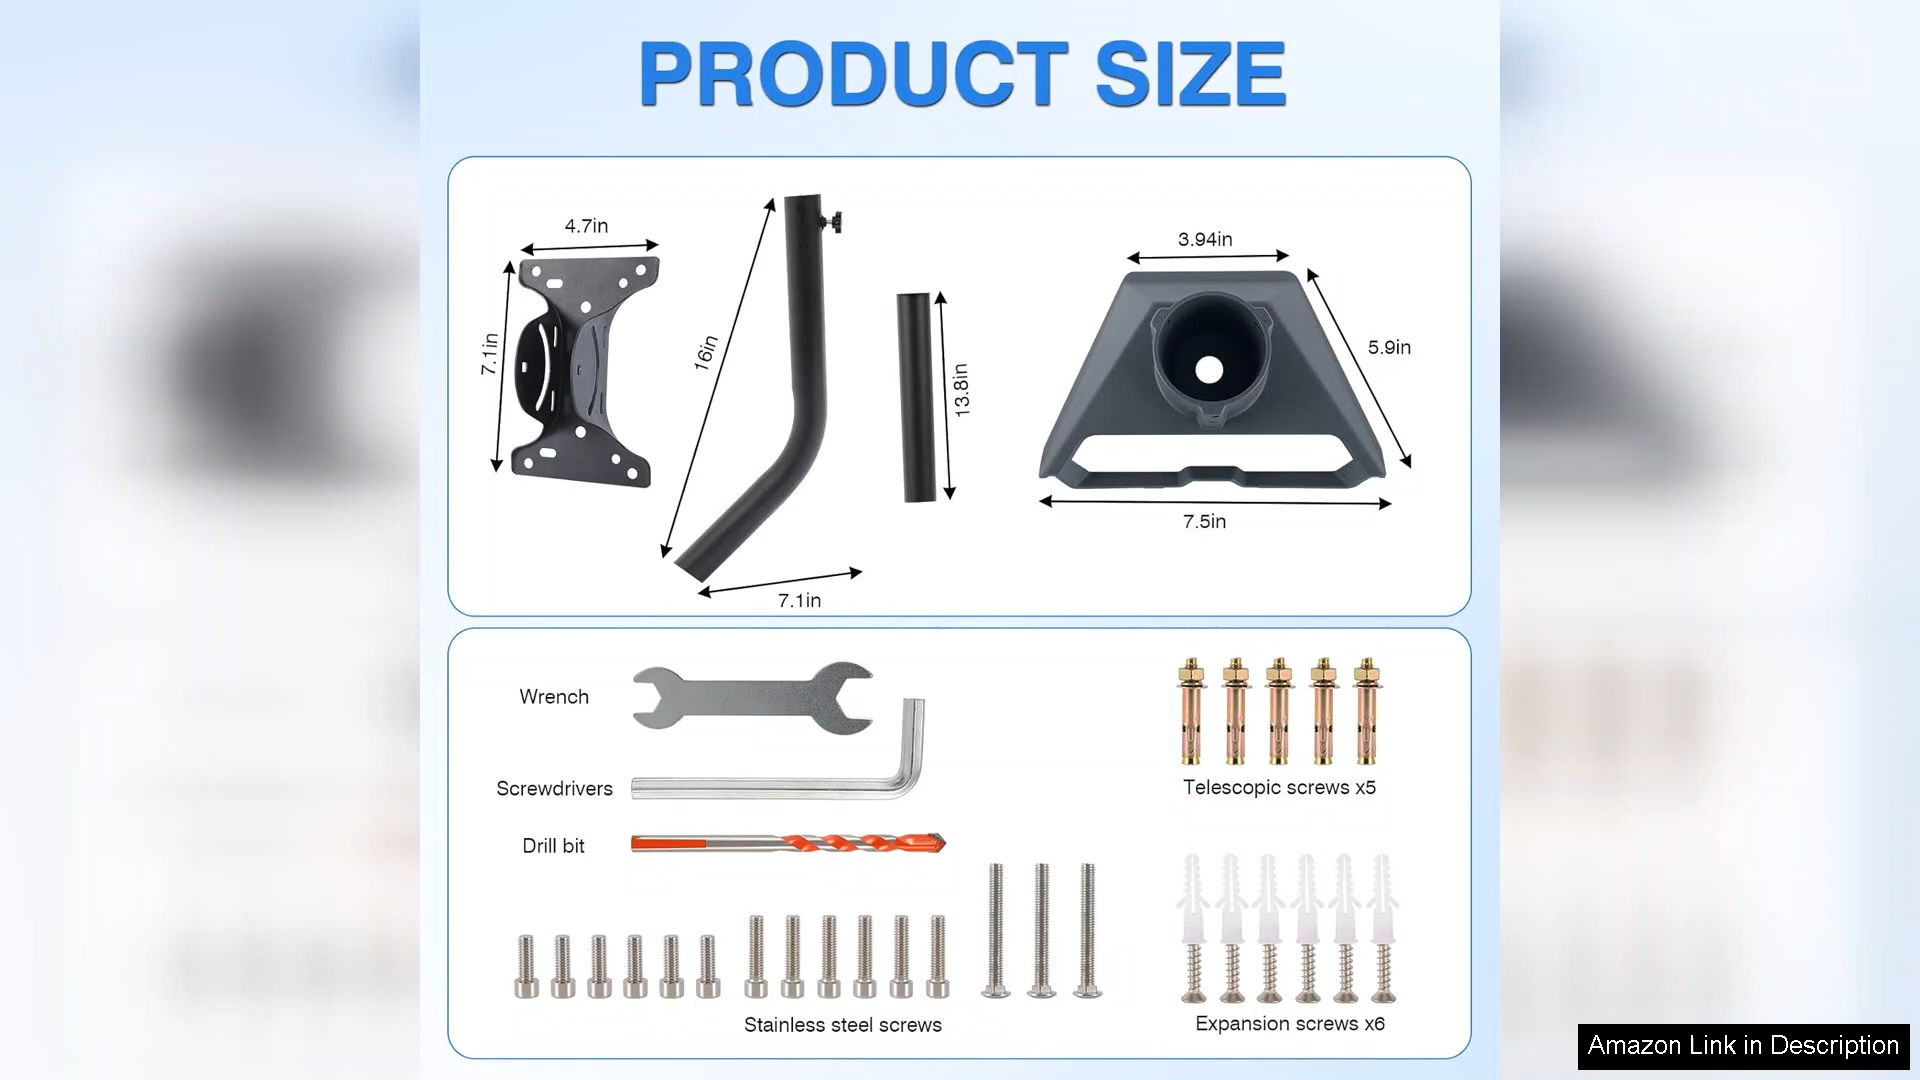 PRODUCT SIZE
4.7in
7.1in
16in
7.1in
13.8in
3.94in
5.9in
7.5in
Wrench
Screwdrivers
Drill bit
Stainless steel screws
Telescopic screws x5
Expansion screws x6
Amazon Link in Description